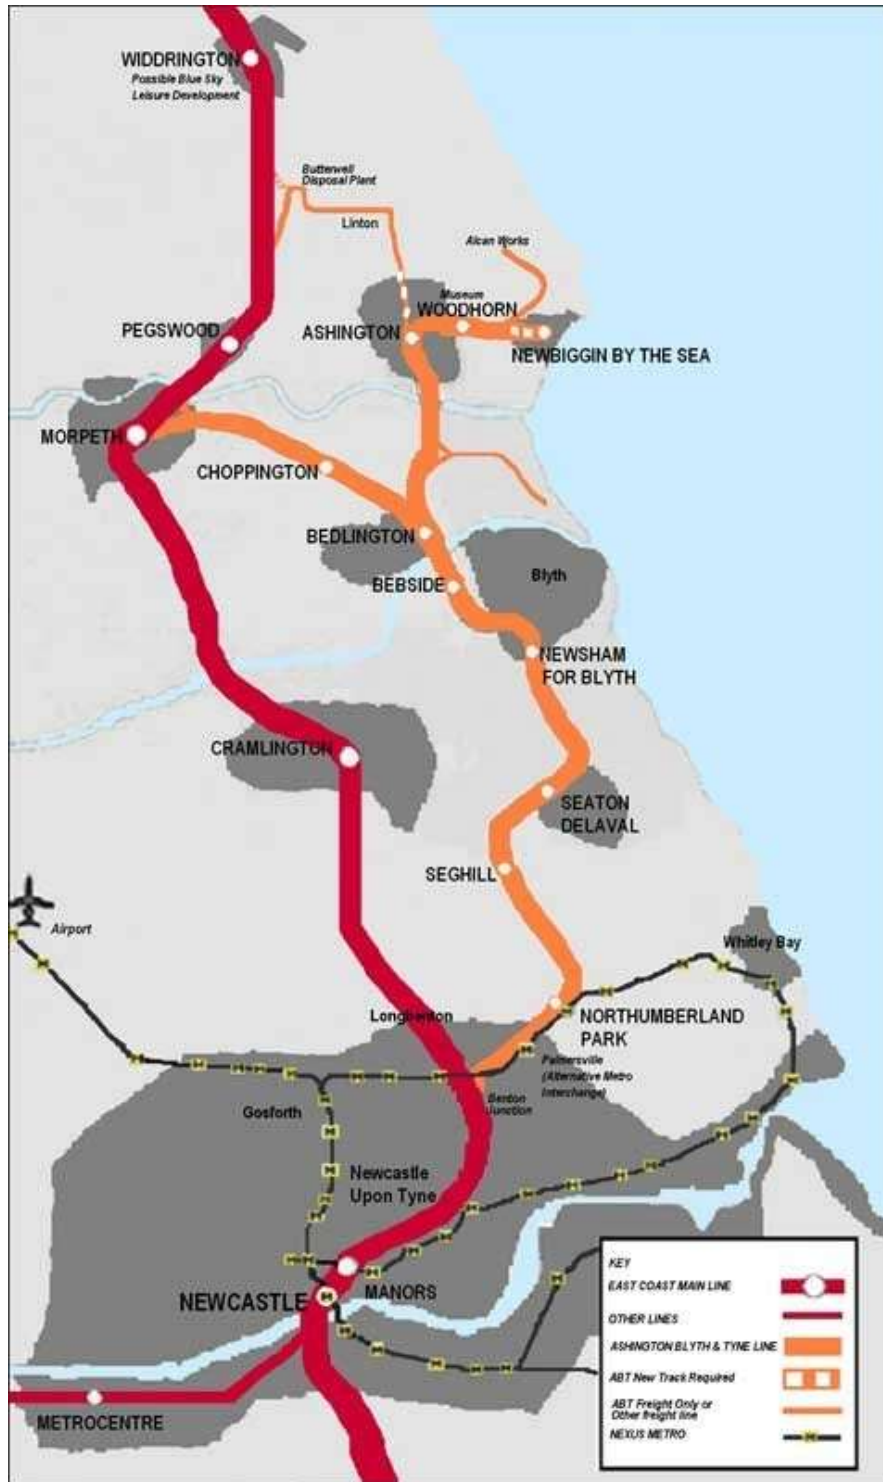 WIDDRINGTON
Possible Blue Sky
Leisure Development
Butterwell
Disposal Plant
Linton
Alcan Works
Museum
WOODHORN
PEGSWOOD
ASHINGTON
NEWBIGGIN BY THE SEA
MORPETH
CHOPPINGTON
BEDLINGTON
Blyth
BEBSIDE
NEWSHAM
FOR BLYTH
CRAMLINGTON
SEATON
DELAVAL
SEGHILL
Airport
Whitley Bay
Longbenton
NORTHUMBERLAND
PARK
Palmersville
(Alternative Metro
Interchange)
Benton
Junction
Gosforth
Newcastle
Upon Tyne
MANORS
NEWCASTLE
METROCENTRE
KEY
EAST COAST MAIN LINE
OTHER LINES
ASHINGTON BLYTH & TYNE LINE
ABT New Track Required
ABT Freight Only or
Other freight line
NEXUS METRO